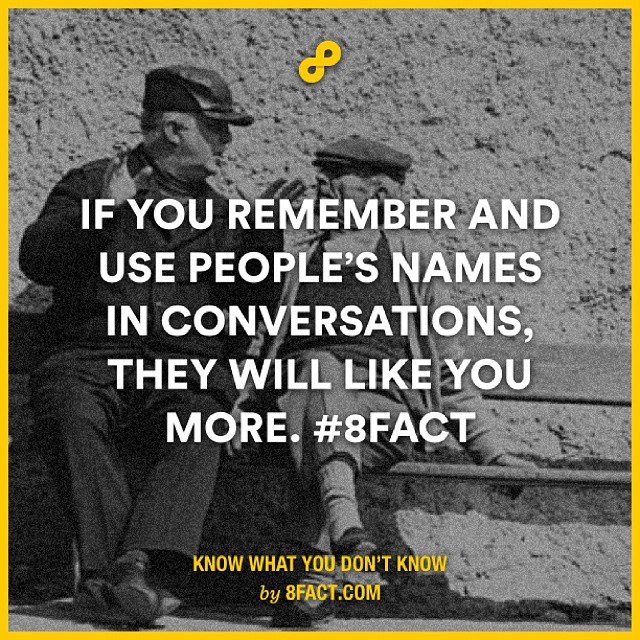 IF YOU REMEMBER AND
USE PEOPLE'S NAMES
IN CONVERSATIONS,
THEY WILL LIKE YOU
MORE. #8FACT
KNOW WHAT YOU DON'T KNOW
by 8FACT.COM